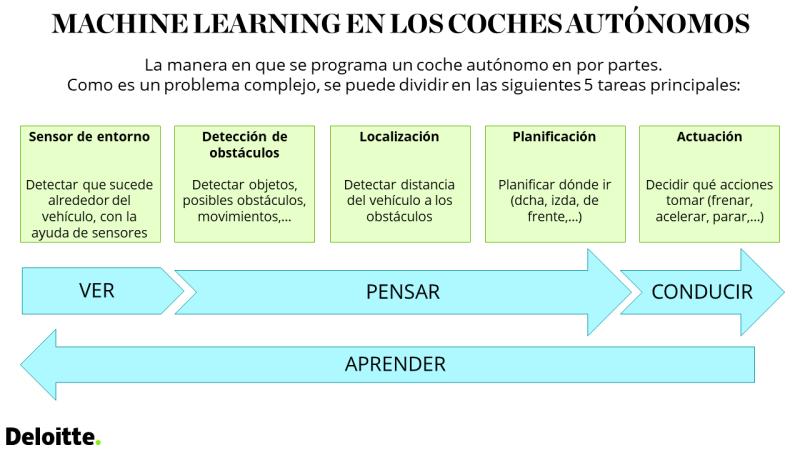 MACHINE LEARNING EN LOS COCHES AUTÓNOMOS
La manera en que se programa un coche autónomo en por partes.
Como es un problema complejo, se puede dividir en las siguientes 5 tareas principales:
Sensor de entorno
Detectar que sucede
alrededor del
vehículo, con la
ayuda de sensores
Detección de
obstáculos
Detectar objetos,
posibles obstáculos,
movimientos,...
Localización
Detectar distancia
del vehículo a los
obstáculos
Planificación
Planificar dónde ir
(dcha, izda, de
frente,...)
Actuación
Decidir qué acciones
tomar (frenar,
acelerar, parar,...)
VER
PENSAR
CONDUCIR
APRENDER
Deloitte.